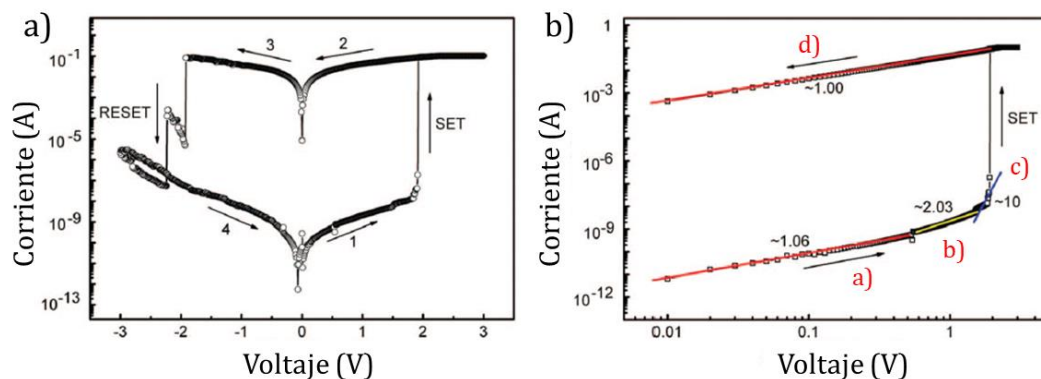 a)
Corriente (A)
10⁻¹
10⁻⁵
10⁻⁹
10⁻¹³
3
2
RESET
SET
4
1
-3
-2
-1
0
1
2
3
Voltaje (V)
b)
Corriente (A)
1
10⁻³
10⁻⁶
10⁻⁹
10⁻¹²
d)
~1.00
SET
c)
~10
~2.03
b)
~1.06
a)
0.01
0.1
1
Voltaje (V)